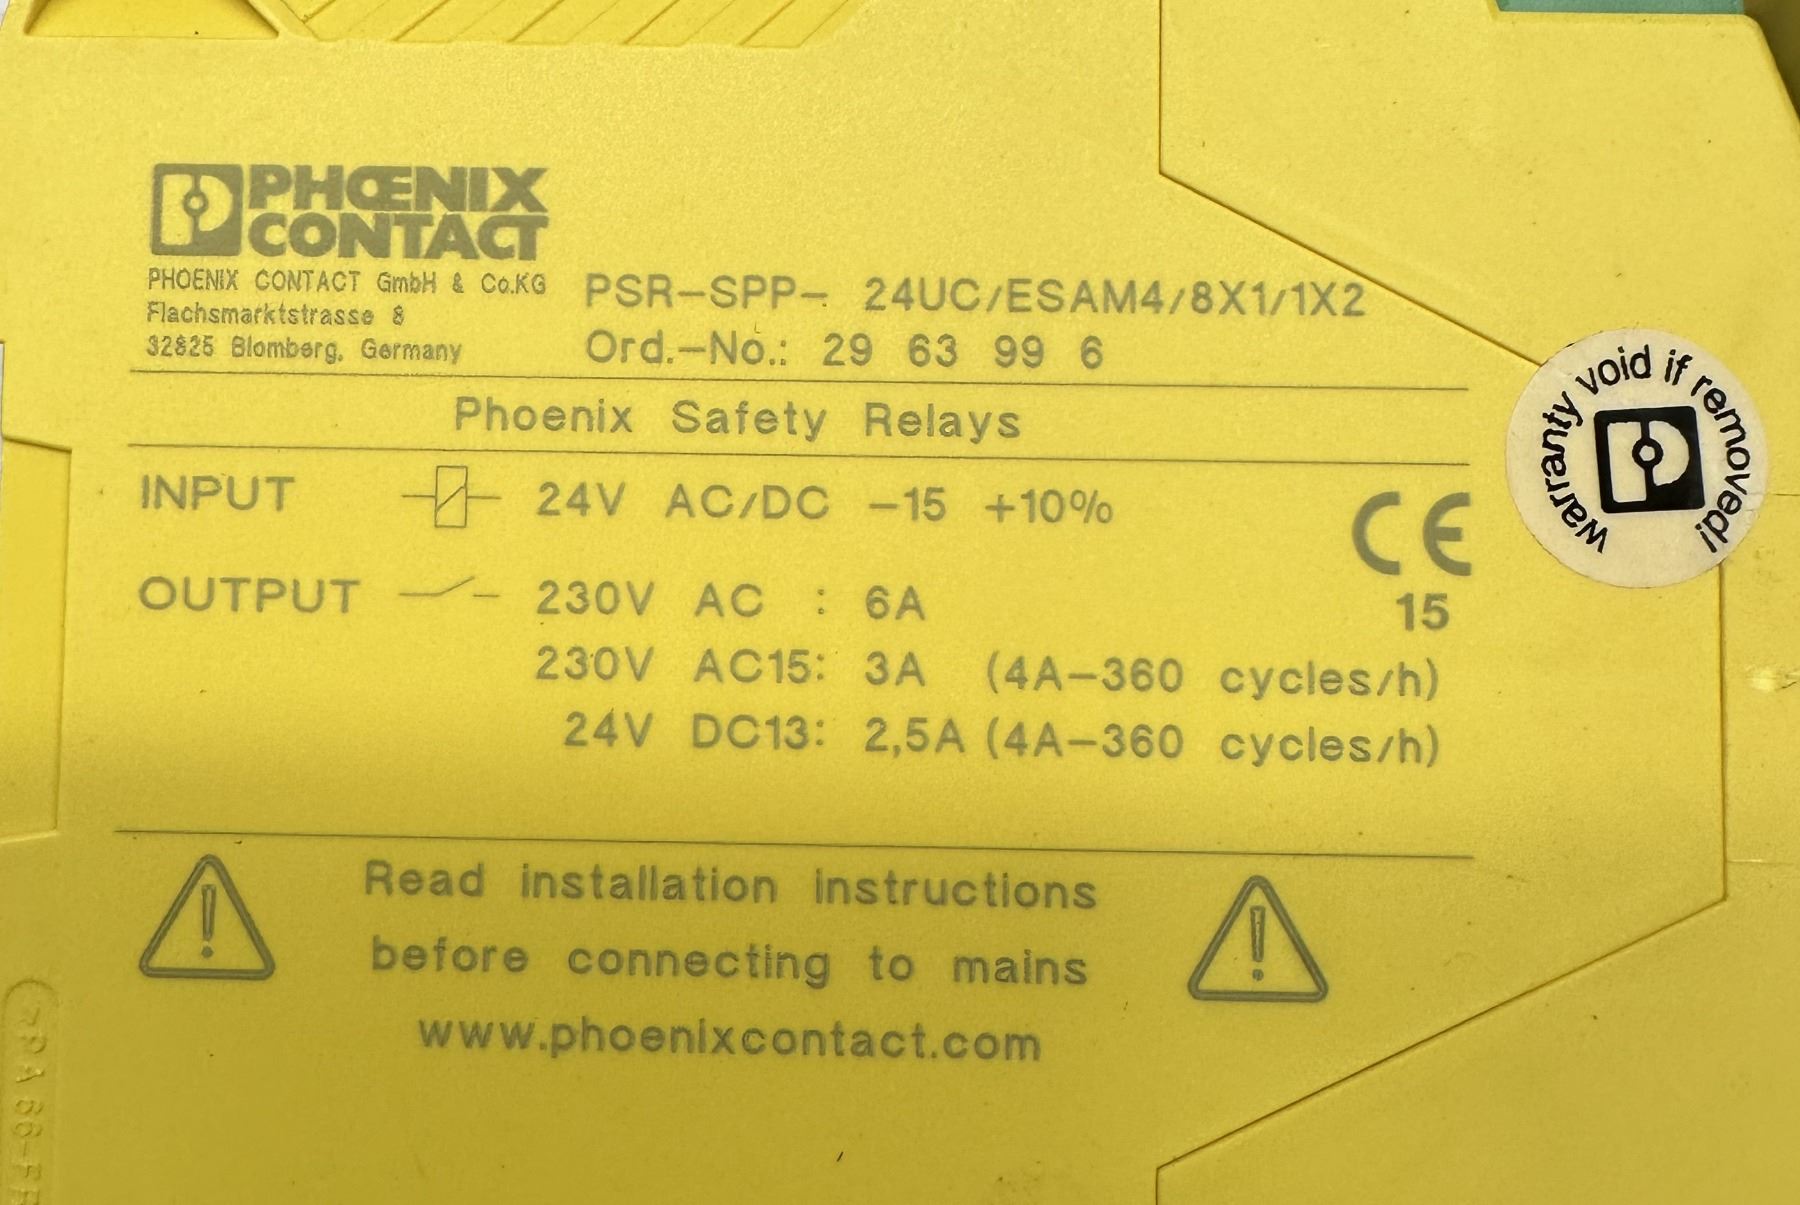 PHŒNIX
CONTACT
PHOENIX CONTACT GmbH & Co.KG
Flachsmarktstrasse 8
32825 Blomberg, Germany
PSR-SPP- 24UC/ESAM4/8X1/1X2
Ord.-No.: 29 63 99 6
Phoenix Safety Relays
INPUT 24V AC/DC -15 +10%
CE
OUTPUT 230V AC : 6A
15
230V AC15: 3A (4A-360 cycles/h)
24V DC13: 2,5A (4A-360 cycles/h)
warranty void if removed!
Read installation instructions
before connecting to mains
www.phoenixcontact.com
>PA 66-F